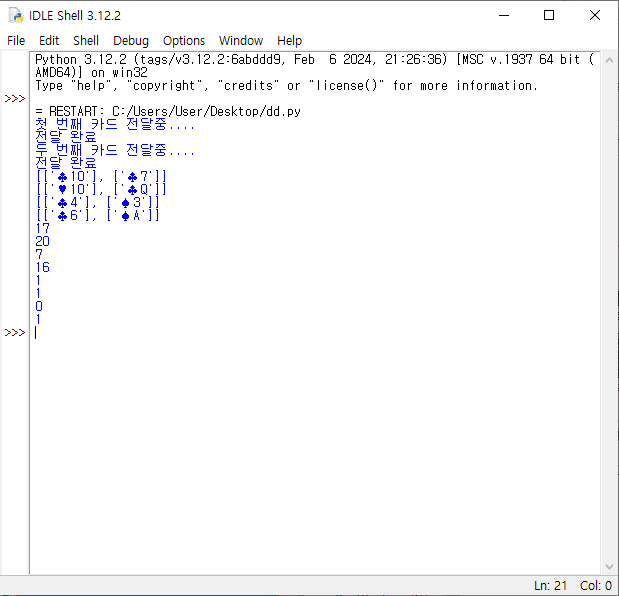 IDLE Shell 3.12.2
File Edit Shell Debug Options Window Help
Python 3.12.2 (tags/v3.12.2:6abddd9, Feb  6 2024, 21:26:36) [MSC v.1937 64 bit (
AMD64)] on win32
Type "help", "copyright", "credits" or "license()" for more information.
>>>
= RESTART: C:/Users/User/Desktop/dd.py
첫 번째 카드 전달중....
전달 완료
두 번째 카드 전달중....
전달 완료
[['♣10'], ['♣7']]
[['♥10'], ['♣Q']]
[['♣4'], ['♠3']]
[['♣6'], ['♠A']]
17
20
7
16
1
1
0
1
>>>
Ln: 21 Col: 0